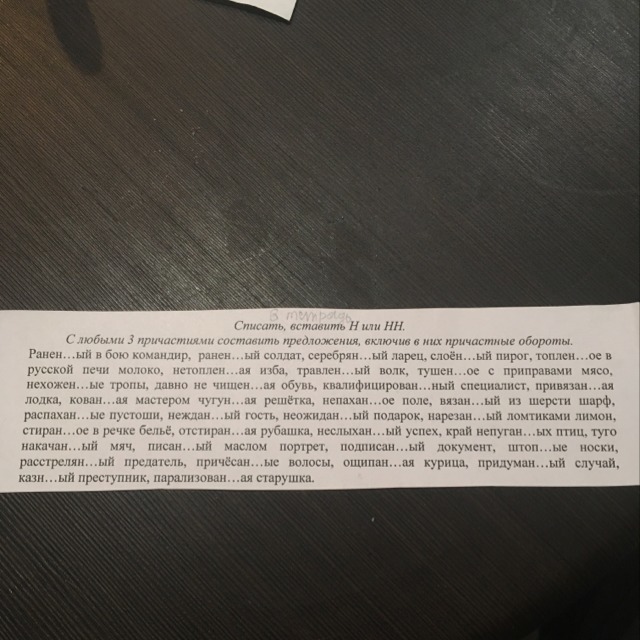 В тетрадь
Списать, вставить Н или НН.
С любыми 3 причастиями составить предложения, включив в них причастные обороты.
Ранен…ый в бою командир, ранен…ый солдат, серебрян…ый ларец, слоён…ый пирог, топлен…ое в
русской печи молоко, нетоплен…ая изба, травлен…ый волк, тушен…ое с приправами мясо,
нехожен…ые тропы, давно не чищен…ая обувь, квалифицирован…ный специалист, привязан…ая
лодка, кован…ая мастером чугун…ая решётка, непахан…ое поле, вязан…ый из шерсти шарф,
распахан…ые пустоши, неждан…ый гость, неожидан…ый подарок, нарезан…ый ломтиками лимон,
стиран…ое в речке бельё, отстиран…ая рубашка, неслыхан…ый успех, край непуган…ых птиц, туго
накачан…ый мяч, писан…ый маслом портрет, подписан…ый документ, штоп…ые носки,
расстрелян…ый предатель, причёсан…ые волосы, ощипан…ая курица, придуман…ый случай,
казн…ый преступник, парализован…ая старушка.